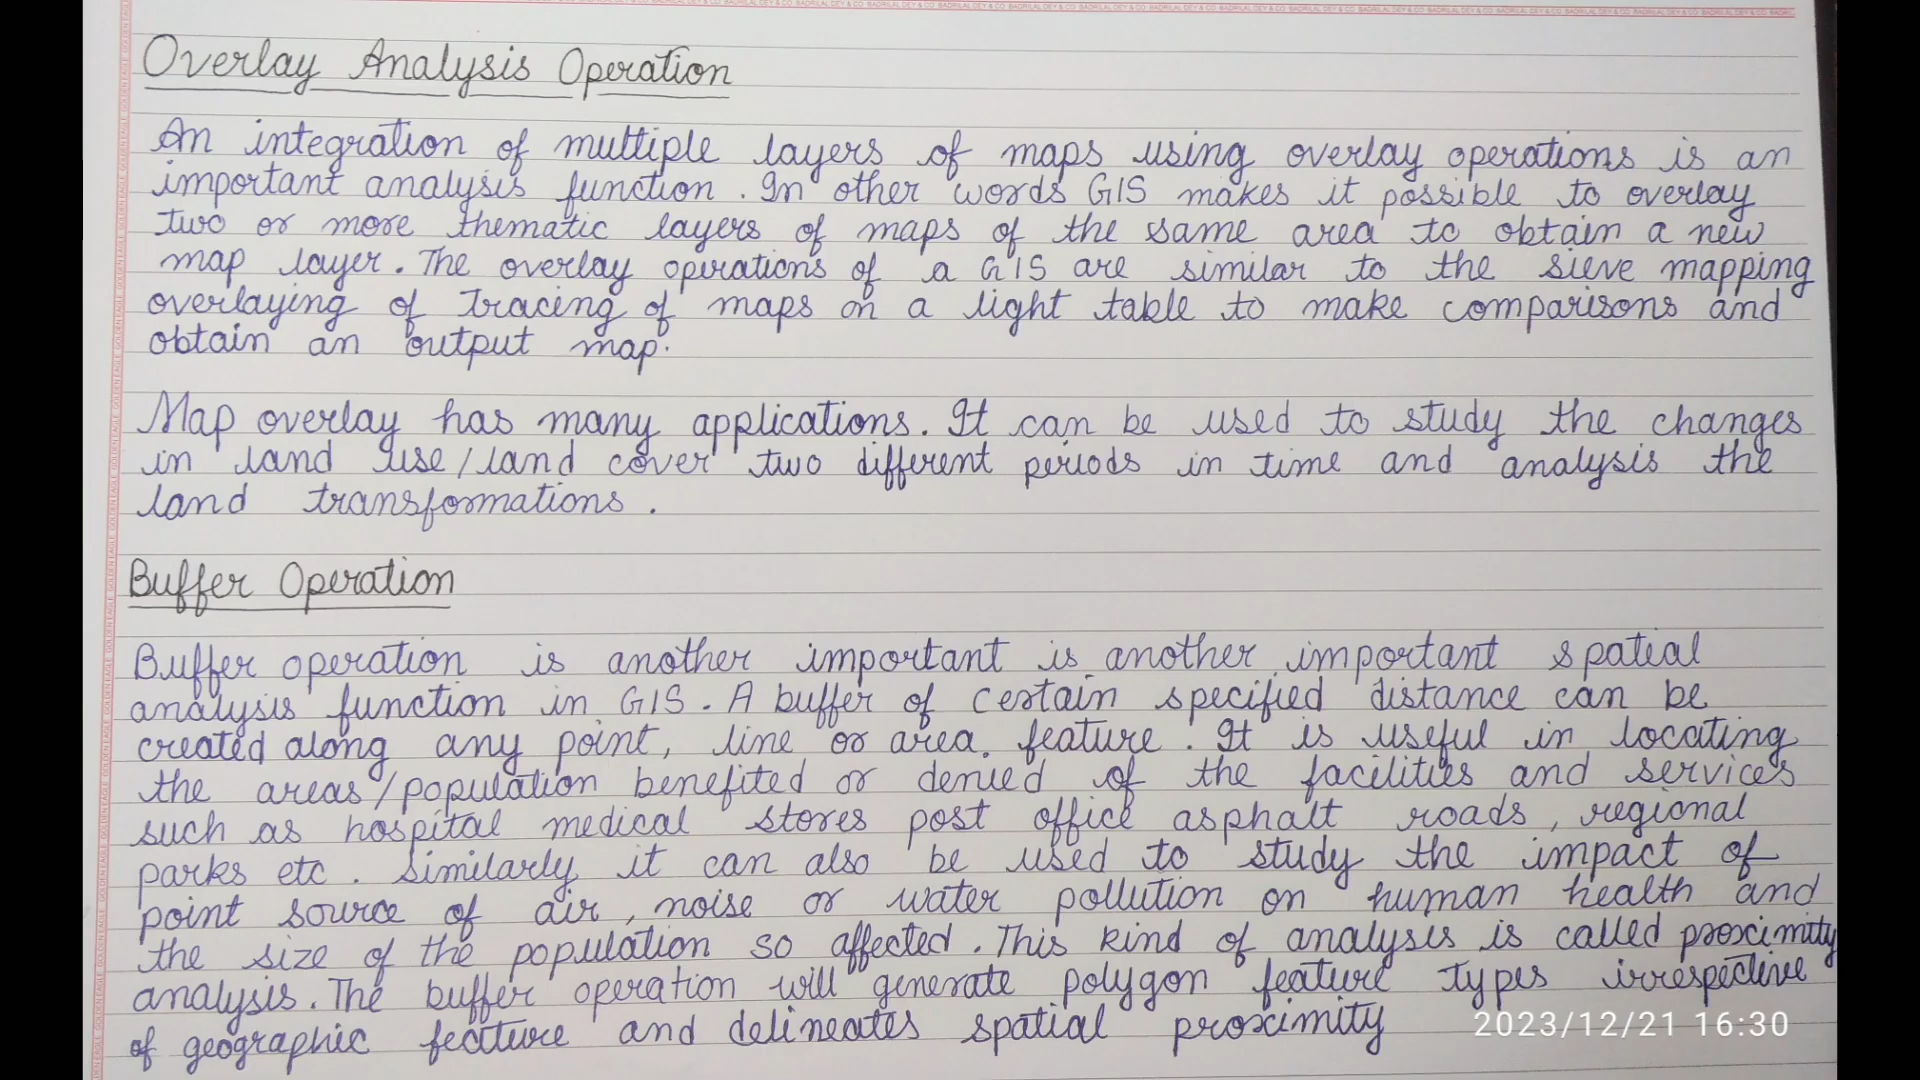 Overlay Analysis Operation
An integration of multiple layers of maps using overlay operations is an
important analysis function. In other words GIS makes it possible to overlay
two or more thematic layers of maps of the same area to obtain a new
map layer. The overlay operations of a GIS are similar to the sieve mapping
overlaying of tracing of maps on a light table to make comparisons and
obtain an output map.
Map overlay has many applications. It can be used to study the changes
in land use/land cover two different periods in time and analysis the
land transformations.
Buffer Operation
Buffer operation is another important is another important spatial
analysis function in GIS. A buffer of certain specified distance can be
created along any point, line or area feature. It is useful in locating
the areas/population benefited or denied of the facilities and services
such as hospital medical stores post office asphalt roads, regional
parks etc. Similarly it can also be used to study the impact of
point source of air, noise or water pollution on human health and
the size of the population so affected. This kind of analysis is called proximity
analysis. The buffer operation will generate polygon feature types irrespective
of geographic feature and delineates spatial proximity
2023/12/21 16:30